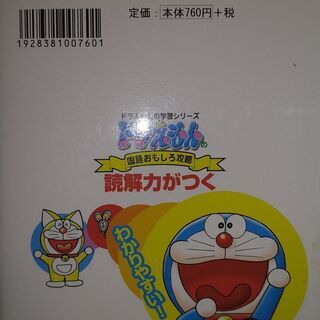 定価：本体760円+税
1928381007601
ドラえもんの学習シリーズ
ドラえもんの
国語おもしろ攻略
読解力がつく
わかりやすい！